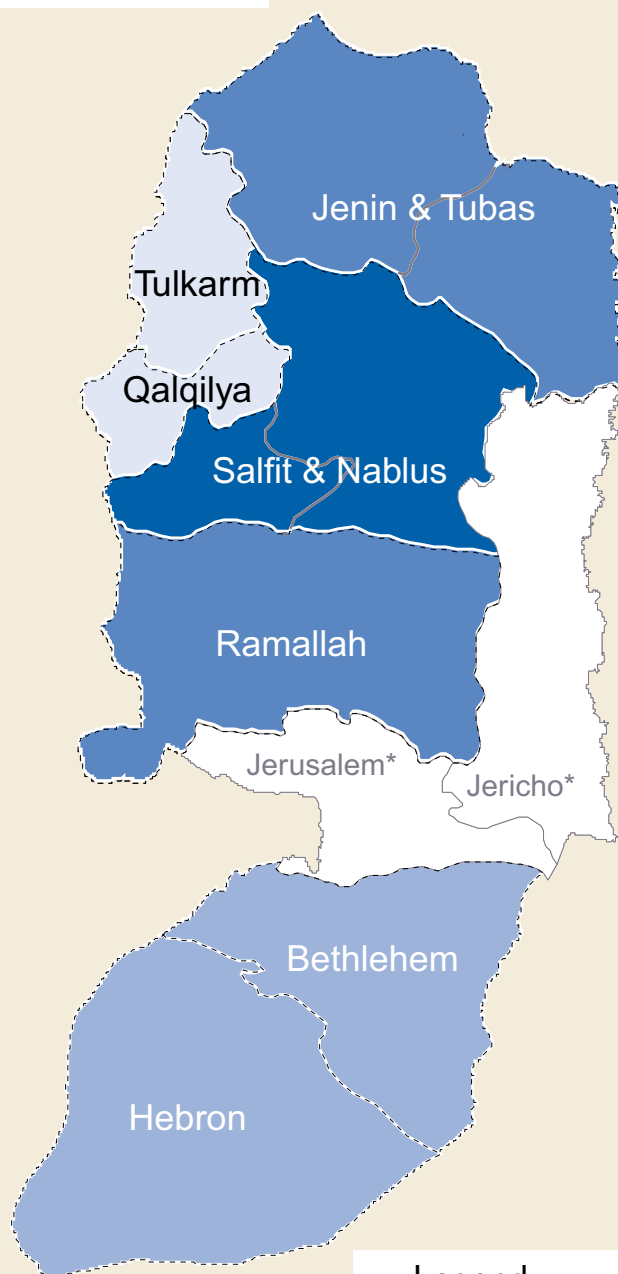 Jenin & Tubas
Tulkarm
Qalqilya
Salfit & Nablus
Ramallah
Jerusalem*
Jericho*
Bethlehem
Hebron